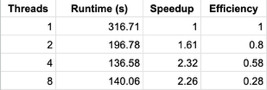 Threads Runtime (s) Speedup Efficiency
1 316.71 1 1
2 196.78 1.61 0.8
4 136.58 2.32 0.58
8 140.06 2.26 0.28